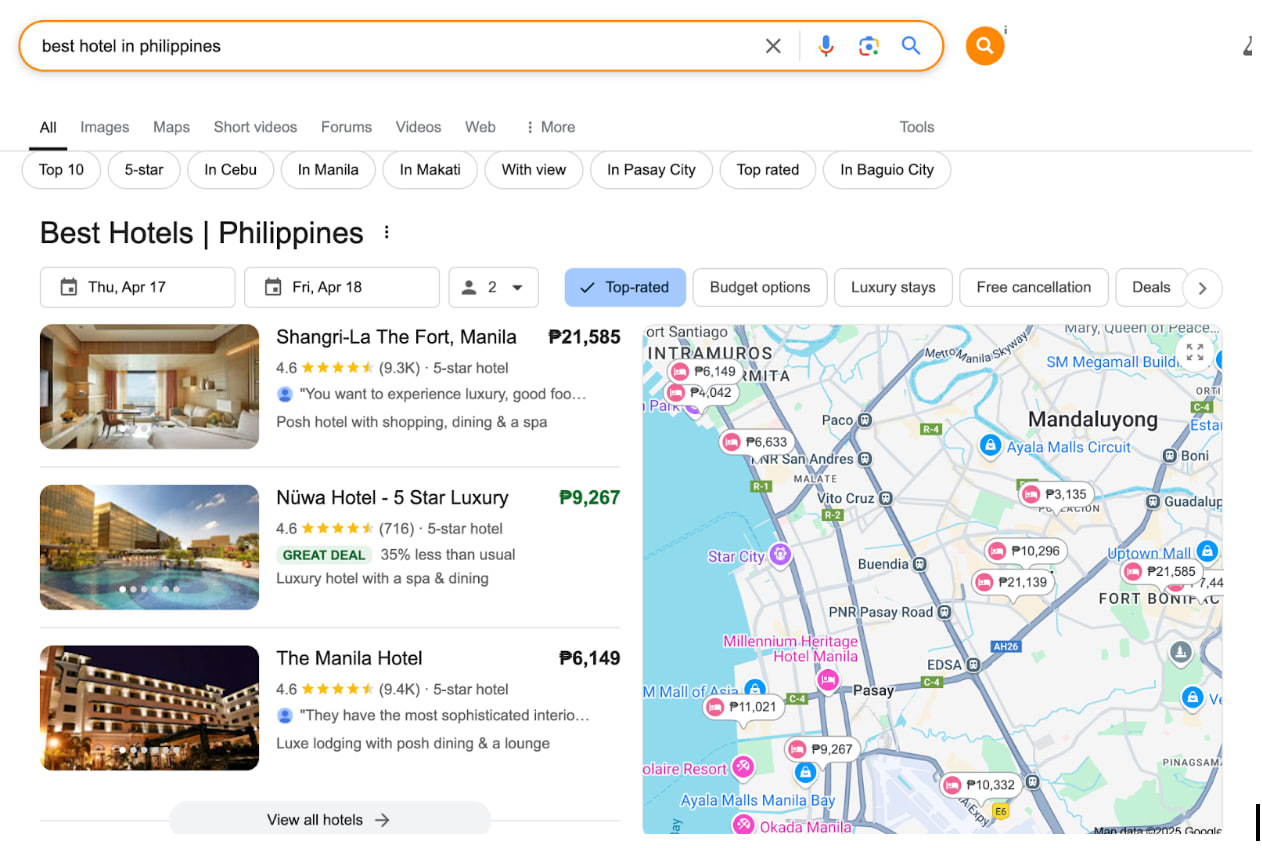 best hotel in philippines
i
All Images Maps Short videos Forums Videos Web More Tools
Top 10 5-star In Cebu In Manila In Makati With view In Pasay City Top rated In Baguio City
Best Hotels | Philippines
Thu, Apr 17 Fri, Apr 18 2 Top-rated Budget options Luxury stays Free cancellation Deals
Shangri-La The Fort, Manila ₱21,585
4.6 (9.3K) · 5-star hotel
"You want to experience luxury, good foo…
Posh hotel with shopping, dining & a spa
Nüwa Hotel - 5 Star Luxury ₱9,267
4.6 (716) · 5-star hotel
GREAT DEAL 35% less than usual
Luxury hotel with a spa & dining
The Manila Hotel ₱6,149
4.6 (9.4K) · 5-star hotel
"They have the most sophisticated interio…
Luxe lodging with posh dining & a lounge
View all hotels
ort Santiago
Mary, Queen of Peace...
INTRAMUROS
Metro Manila Skyway
SM Megamall Buildi...
₱6,149
RMITA
₱4,042
Park
ORTI
C-4
Mandaluyong
Paco
R-4
Estar
₱6,633
Ayala Malls Circuit
Boni
PNR San Andres
MALATE
R-1
Vito Cruz
₱3,135
Guadalup
R-2
Star City
Buendia
₱10,296
Uptown Mall
₱21,139
₱21,585
7,44
FORT BONIFAC
PNR Pasay Road
Millennium Heritage
Hotel Manila
AH26
EDSA
C-4
M Mall of Asia
C-4
Pasay
₱11,021
₱9,267
olaire Resort
PINAGSAMA
₱10,332
Ayala Malls Manila Bay
E6
Okada Manila
Bay
Map data ©2025 Google